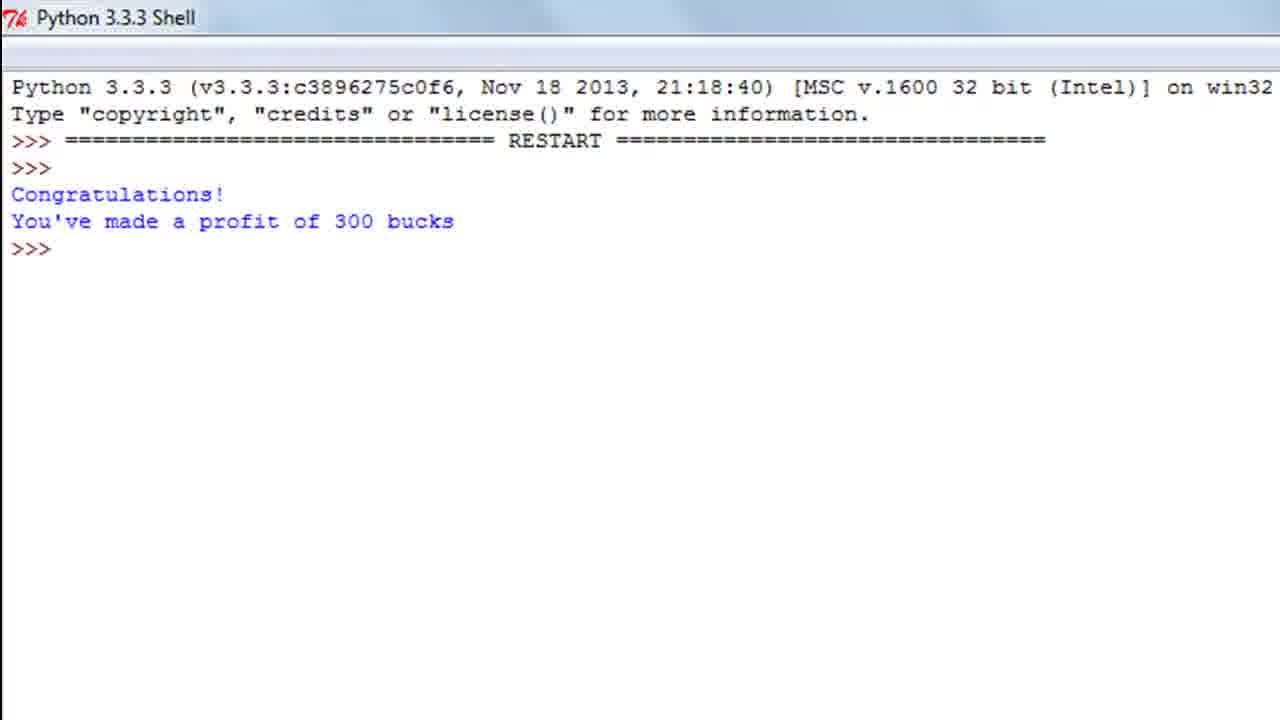 Python 3.3.3 Shell
Python 3.3.3 (v3.3.3:c3896275c0f6, Nov 18 2013, 21:18:40) [MSC v.1600 32 bit (Intel)] on win32
Type "copyright", "credits" or "license()" for more information.
>>> ================================ RESTART ================================
>>>
Congratulations!
You've made a profit of 300 bucks
>>>